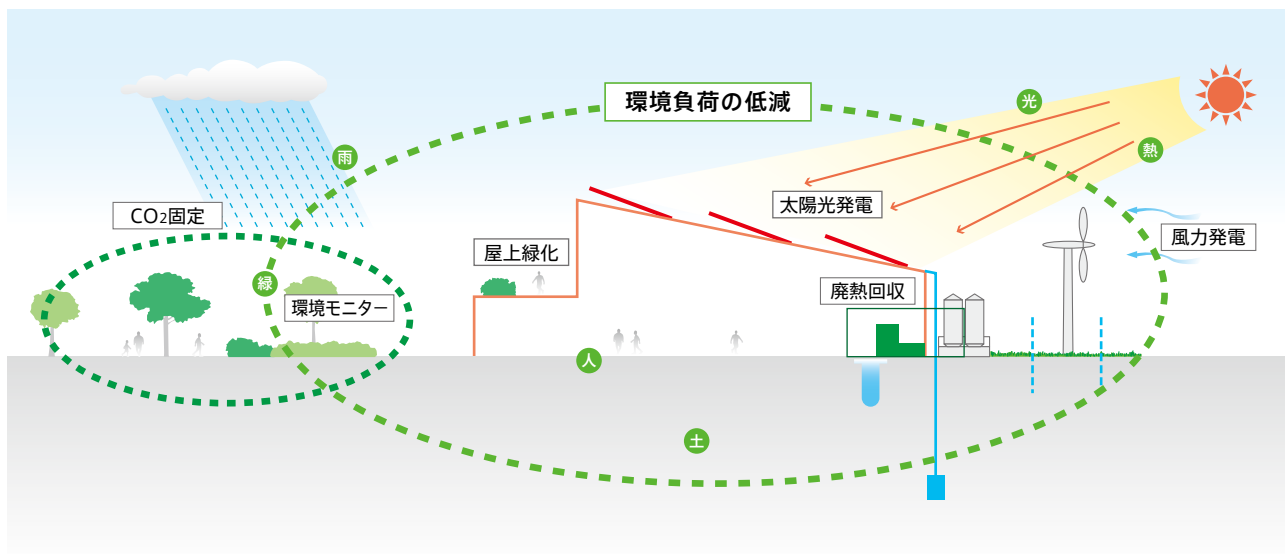 環境負荷の低減
光
熱
雨
CO2固定
太陽光発電
風力発電
屋上緑化
緑
環境モニター
廃熱回収
人
土